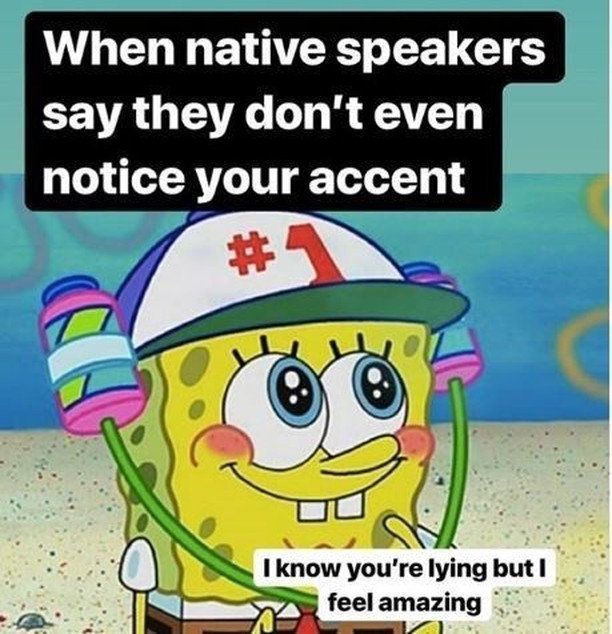 When native speakers
say they don’t even
notice your accent
#1
I know you’re lying but I
feel amazing